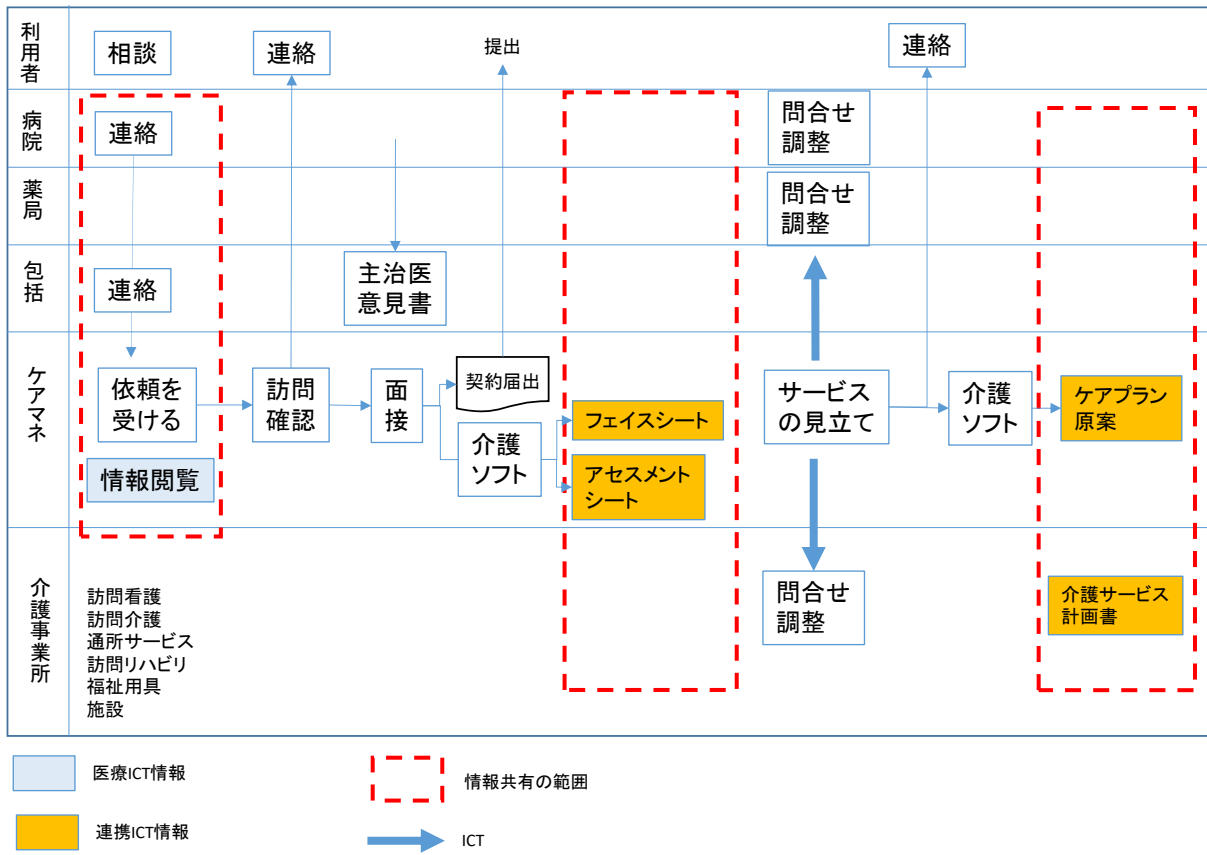 利用者
相談
連絡
提出
連絡
病院
連絡
問合せ
調整
薬局
問合せ
調整
包括
連絡
主治医
意見書
ケアマネ
依頼を
受ける
訪問
確認
面
接
契約届出
介護
ソフト
フェイスシート
アセスメント
シート
サービス
の見立て
介護
ソフト
ケアプラン
原案
情報閲覧
介護事業所
訪問看護
訪問介護
通所サービス
訪問リハビリ
福祉用具
施設
問合せ
調整
介護サービス
計画書
医療ICT情報
情報共有の範囲
連携ICT情報
ICT